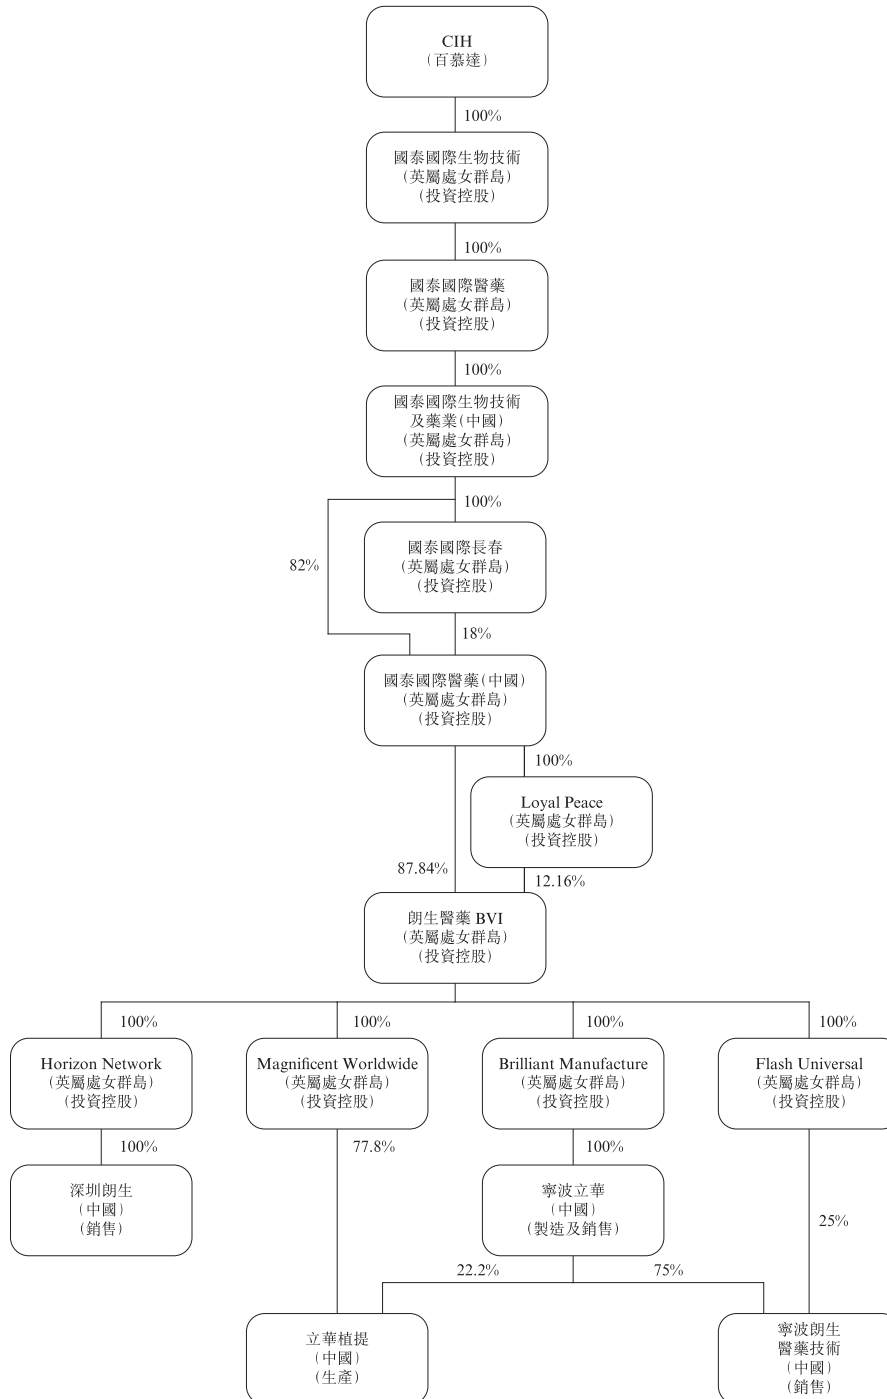 CIH
(百慕達)
100%
國泰國際生物技術
(英屬處女群島)
(投資控股)
100%
國泰國際醫藥
(英屬處女群島)
(投資控股)
100%
國泰國際生物技術
及藥業(中國)
(英屬處女群島)
(投資控股)
100%
82%
國泰國際長春
(英屬處女群島)
(投資控股)
18%
國泰國際醫藥(中國)
(英屬處女群島)
(投資控股)
100%
Loyal Peace
(英屬處女群島)
(投資控股)
87.84%
12.16%
朗生醫藥 BVI
(英屬處女群島)
(投資控股)
100%
100%
100%
100%
Horizon Network
(英屬處女群島)
(投資控股)
Magnificent Worldwide
(英屬處女群島)
(投資控股)
Brilliant Manufacture
(英屬處女群島)
(投資控股)
Flash Universal
(英屬處女群島)
(投資控股)
100%
77.8%
100%
深圳朗生
(中國)
(銷售)
寧波立華
(中國)
(製造及銷售)
25%
22.2%
75%
立華植提
(中國)
(生產)
寧波朗生
醫藥技術
(中國)
(銷售)